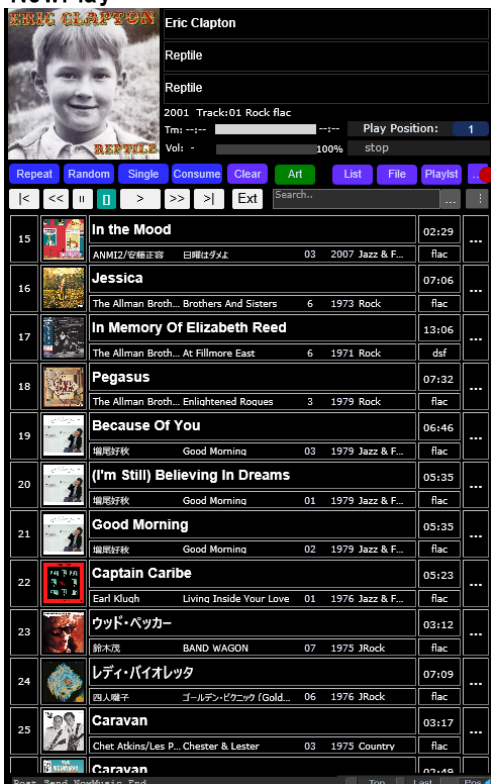 NowPlay
ERIC CLAPTON
REPTILE
Eric Clapton
Reptile
Reptile
2001 Track:01 Rock flac
Tm: --:-- --:-- Play Position: 1
Vol: - 100% stop
Repeat Random Single Consume Clear Art List File Playlst ...
|< << II [] > >> >| Ext Search.. ... ⋮
15 In the Mood 02:29 ...
ANMI2/安藤正容 日曜はダメよ 03 2007 Jazz & F... flac
16 Jessica 07:06 ...
The Allman Broth... Brothers And Sisters 6 1973 Rock flac
17 In Memory Of Elizabeth Reed 13:06 ...
The Allman Broth... At Fillmore East 6 1971 Rock dsf
18 Pegasus 07:32 ...
The Allman Broth... Enlightened Rogues 3 1979 Rock flac
19 Because Of You 06:46 ...
増尾好秋 Good Morning 03 1979 Jazz & F... flac
20 (I'm Still) Believing In Dreams 05:35 ...
増尾好秋 Good Morning 01 1979 Jazz & F... flac
21 Good Morning 05:35 ...
増尾好秋 Good Morning 02 1979 Jazz & F... flac
22 Captain Caribe 05:23 ...
Earl Klugh Living Inside Your Love 01 1976 Jazz & F... flac
23 ウッド・ペッカー 03:12 ...
鈴木茂 BAND WAGON 07 1975 JRock flac
24 レディ・バイオレッタ 07:09 ...
四人囃子 ゴールデン・ピクニック [Gold... 06 1976 JRock flac
25 Caravan 03:17 ...
Chet Atkins/Les P... Chester & Lester 03 1975 Country flac
Caravan 02:49
Top Last Pos